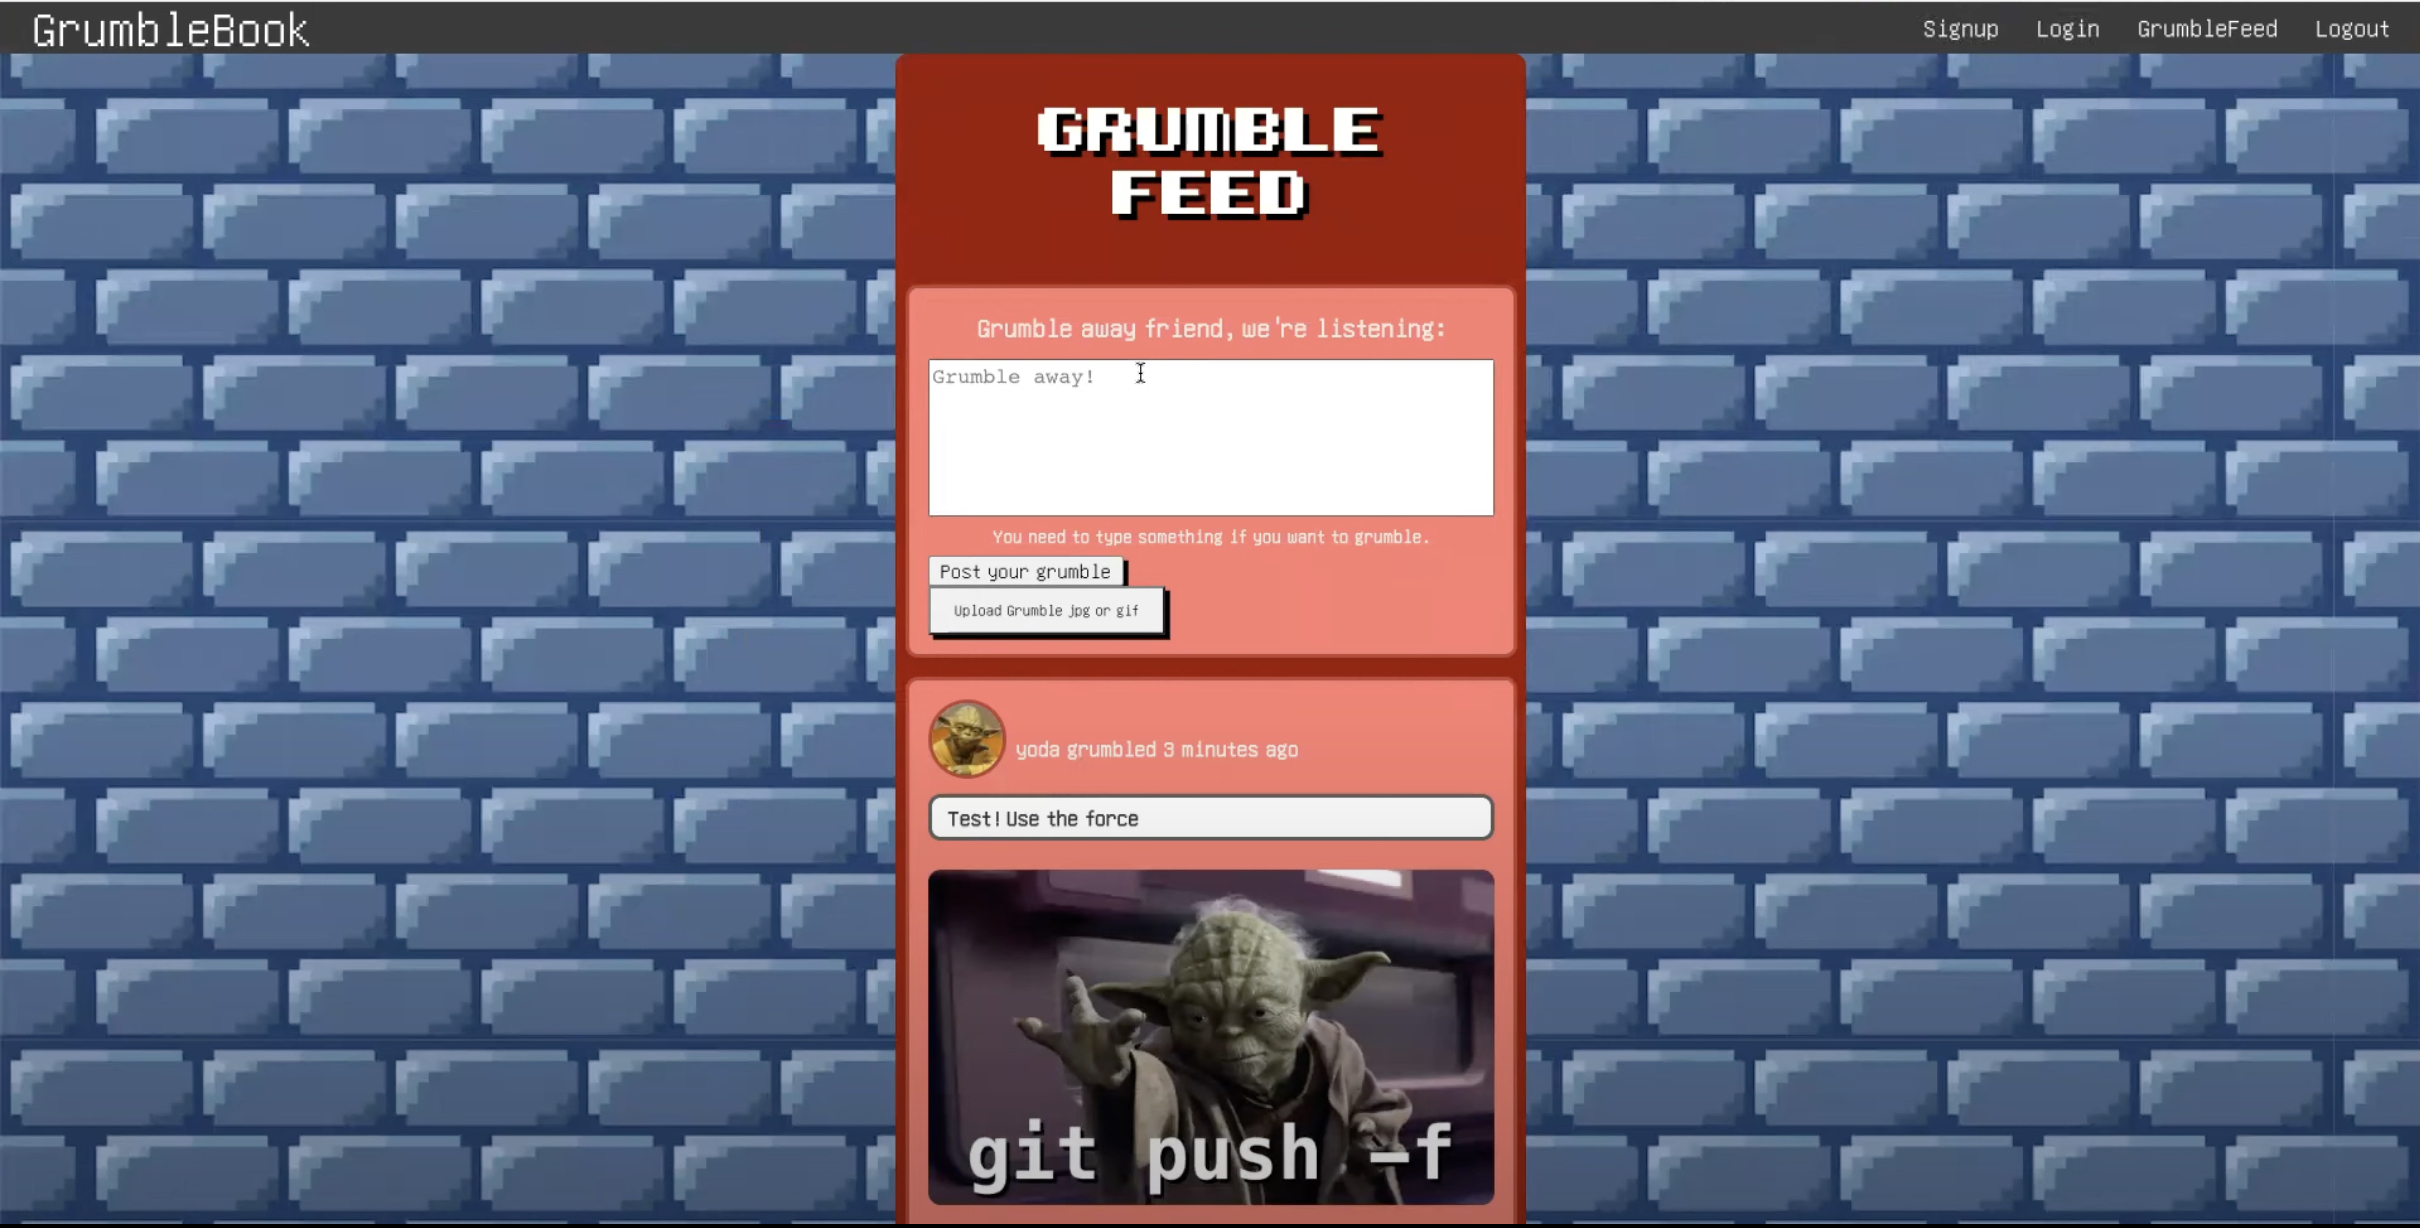 GrumbleBook
Signup Login GrumbleFeed Logout
GRUMBLE
FEED
Grumble away friend, we're listening:
Grumble away!
You need to type something if you want to grumble.
Post your grumble
Upload Grumble jpg or gif
yoda grumbled 3 minutes ago
Test! Use the force
git push -f